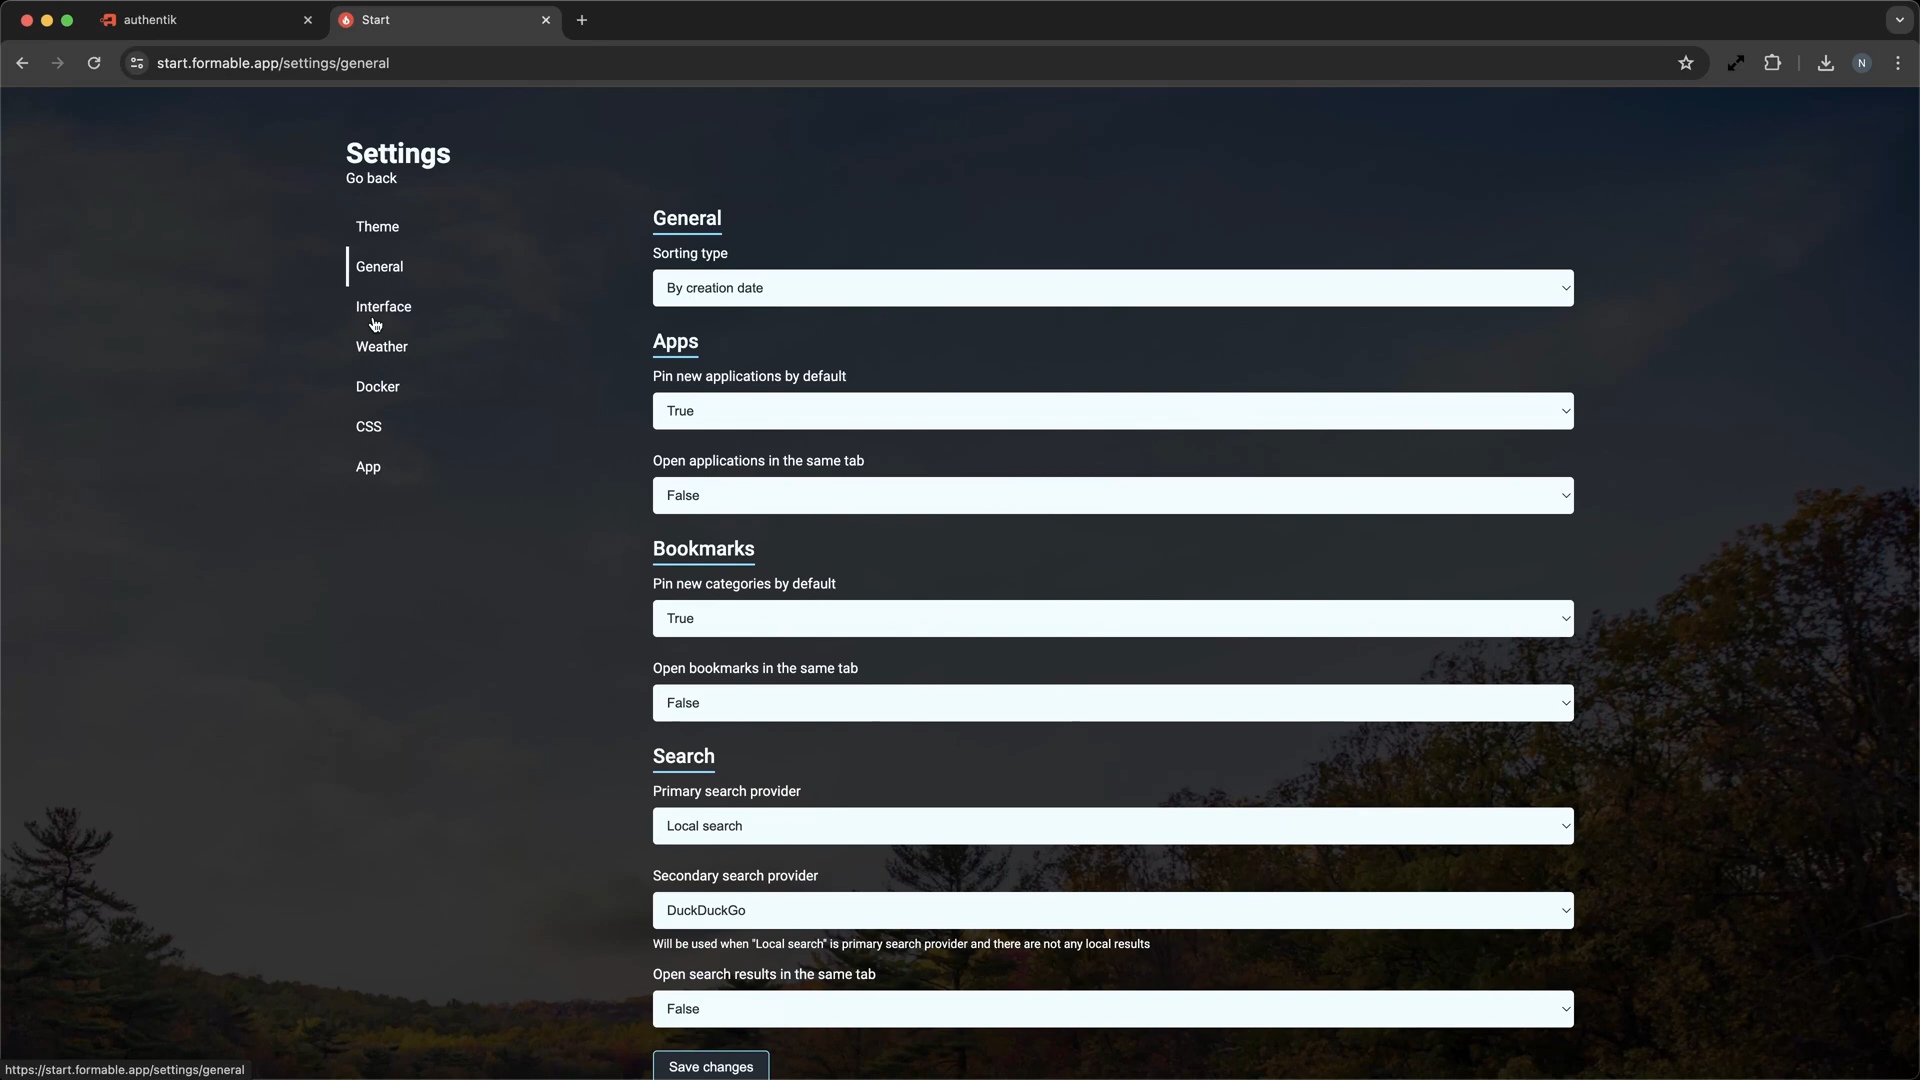 authentik
Start
start.formable.app/settings/general
N
Settings
Go back
Theme
General
Interface
Weather
Docker
CSS
App
General
Sorting type
By creation date
Apps
Pin new applications by default
True
Open applications in the same tab
False
Bookmarks
Pin new categories by default
True
Open bookmarks in the same tab
False
Search
Primary search provider
Local search
Secondary search provider
DuckDuckGo
Will be used when "Local search" is primary search provider and there are not any local results
Open search results in the same tab
False
Save changes
https://start.formable.app/settings/general